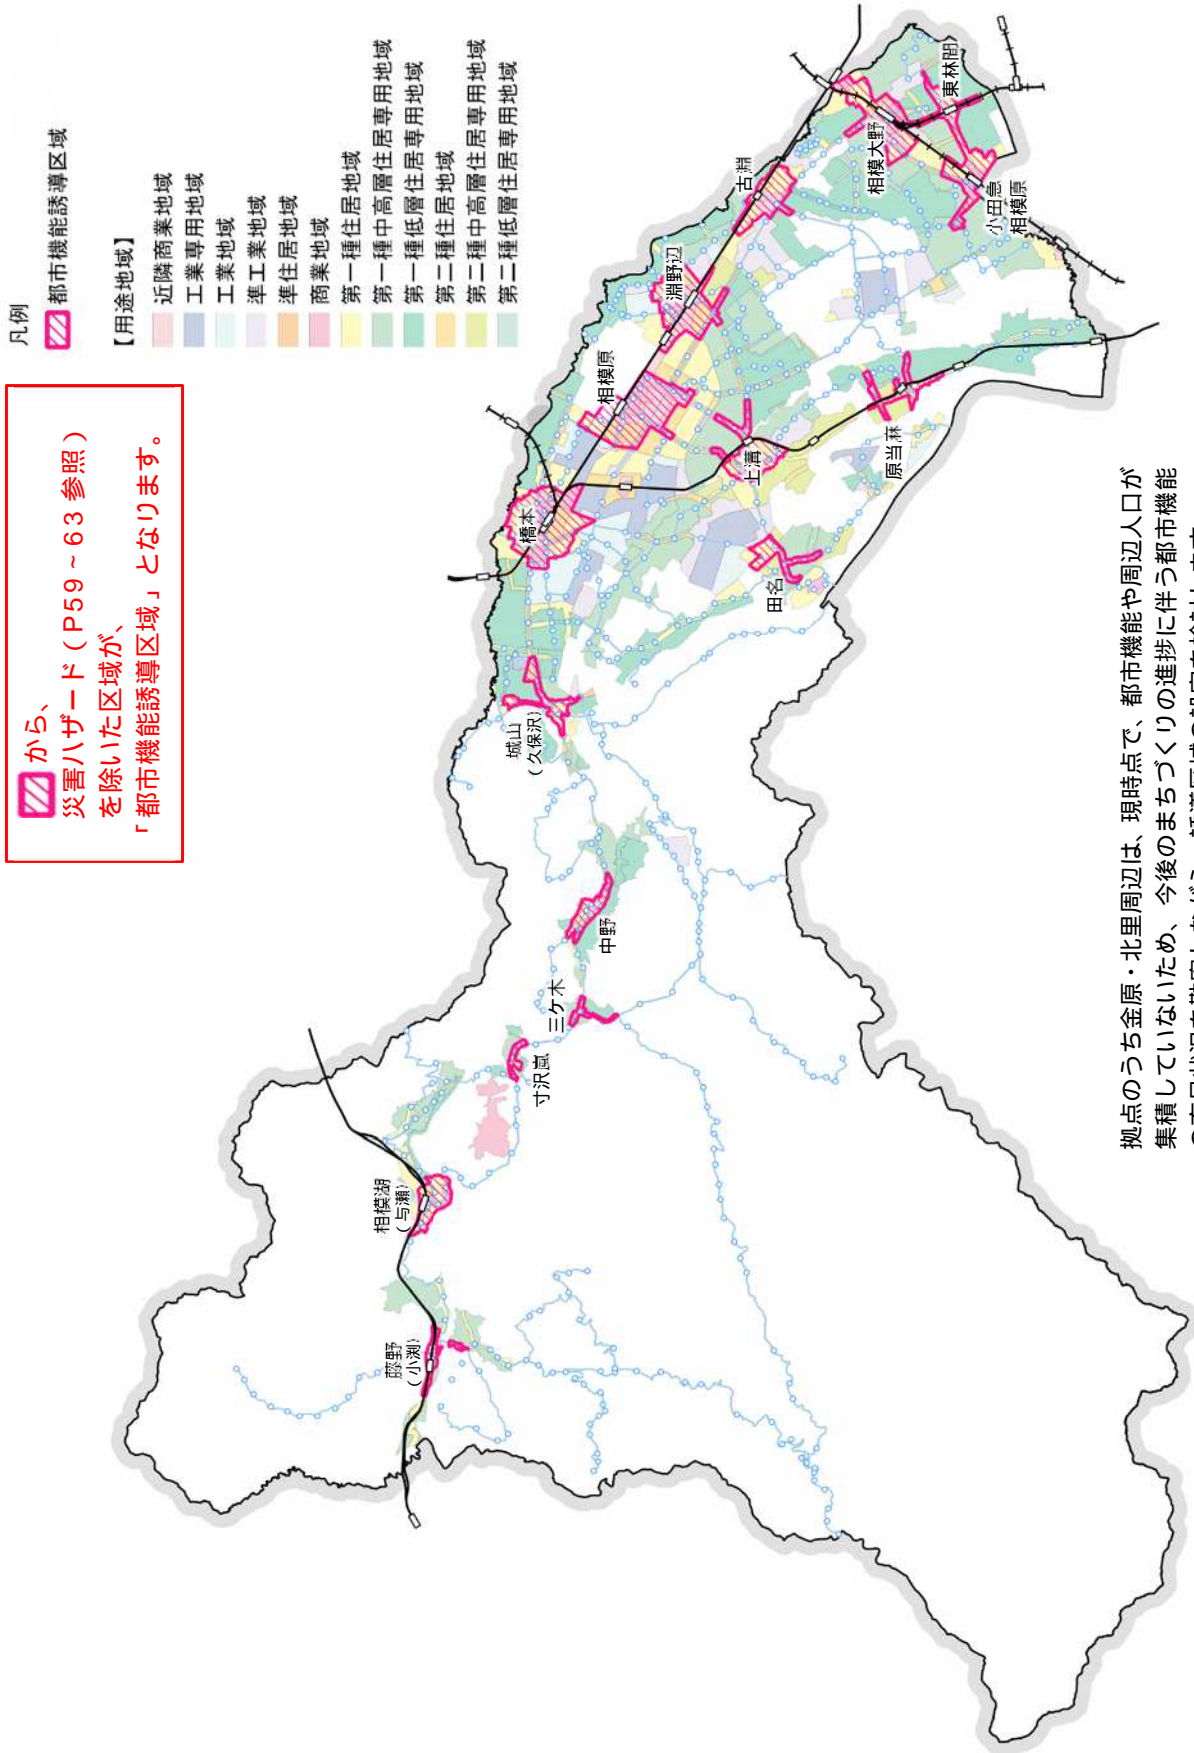 凡例
都市機能誘導区域
【用途地域】
近隣商業地域
工業専用地域
工業地域
準工業地域
準住居地域
商業地域
第一種住居地域
第一種中高層住居専用地域
第一種低層住居専用地域
第二種住居地域
第二種中高層住居専用地域
第二種低層住居専用地域
から、
災害ハザード（P59～63参照）
を除いた区域が、
「都市機能誘導区域」となります。
藤野
（小渕）
相模湖
（与瀬）
寸沢嵐
三ケ木
中野
城山
（久保沢）
橋本
相模原
田名
上溝
原当麻
淵野辺
古淵
相模大野
小田急
相模原
東林間
拠点のうち金原・北里周辺は、現時点で、都市機能や周辺人口が
集積していないため、今後のまちづくりの進捗に伴う都市機能